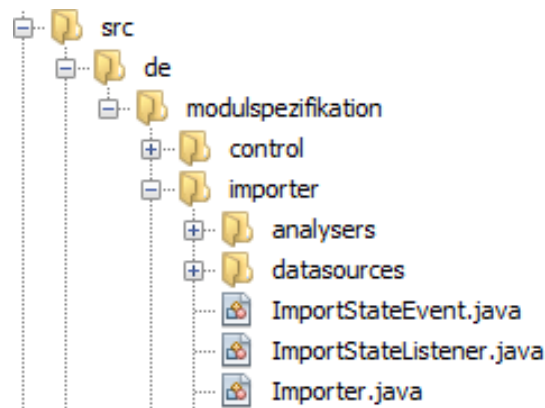 src
de
modulspezifikation
control
importer
analysers
datasources
ImportStateEvent.java
ImportStateListener.java
Importer.java